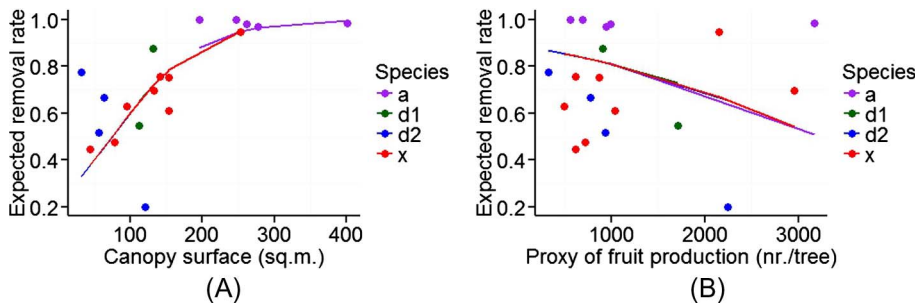 Expected removal rate
1.0
0.8
0.6
0.4
0.2
100
200
300
400
Canopy surface (sq.m.)
Species
a
d1
d2
x
(A)
Expected removal rate
1.0
0.8
0.6
0.4
0.2
1000
2000
3000
Proxy of fruit production (nr./tree)
Species
a
d1
d2
x
(B)